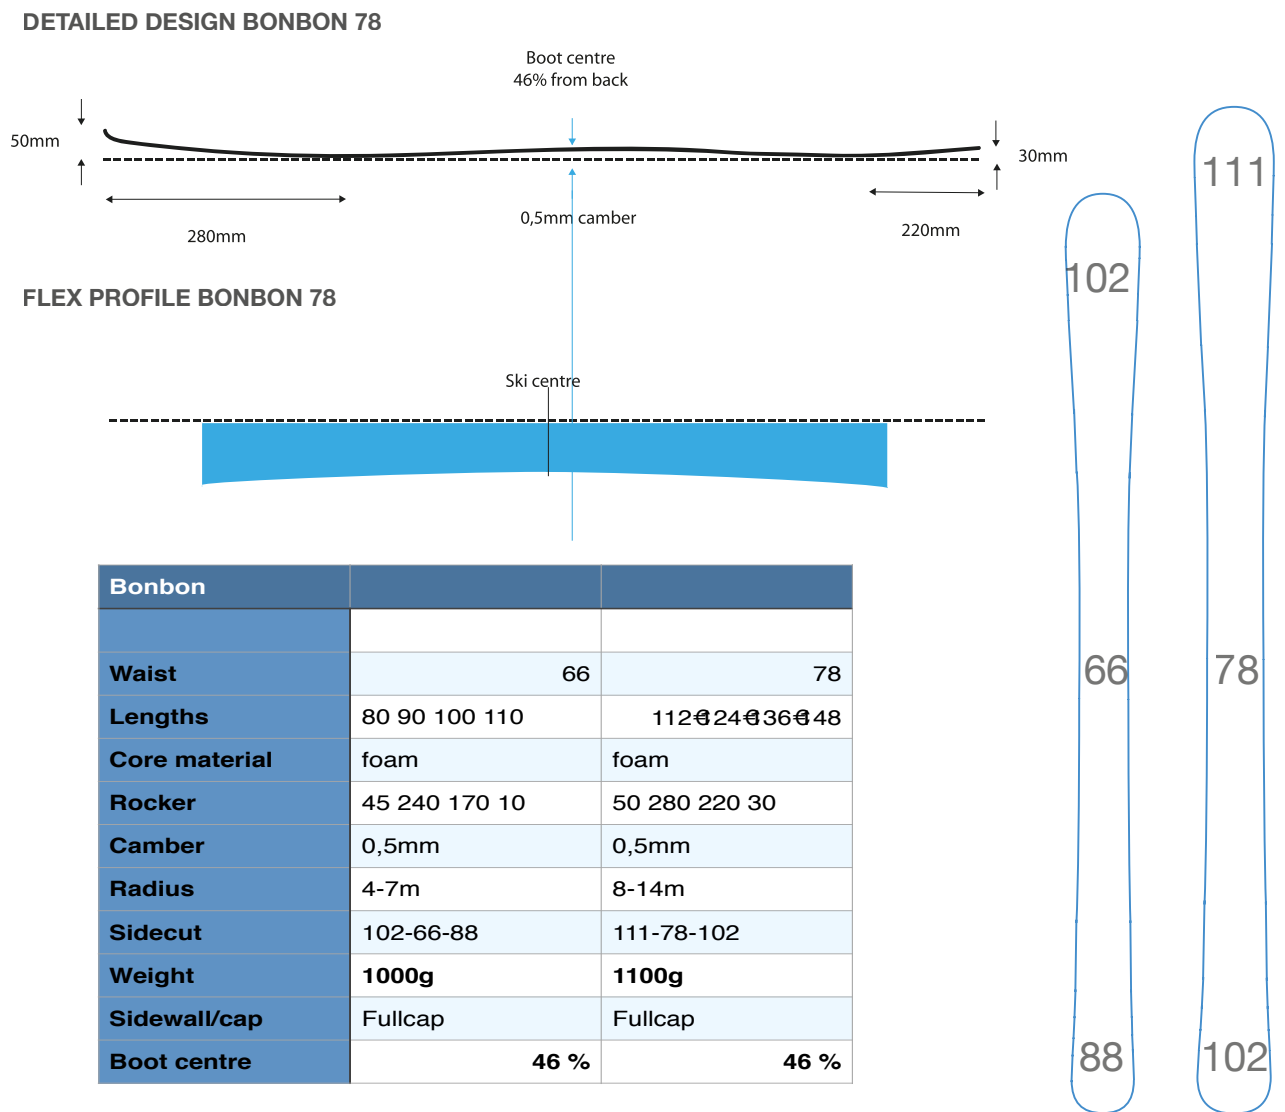 DETAILED DESIGN BONBON 78
Boot centre
46% from back
50mm
30mm
0,5mm camber
280mm
220mm
FLEX PROFILE BONBON 78
Ski centre
Bonbon
Waist 66 78
Lengths 80 90 100 110 112€124€136€148
Core material foam foam
Rocker 45 240 170 10 50 280 220 30
Camber 0,5mm 0,5mm
Radius 4-7m 8-14m
Sidecut 102-66-88 111-78-102
Weight 1000g 1100g
Sidewall/cap Fullcap Fullcap
Boot centre 46 % 46 %
102
66
88
111
78
102